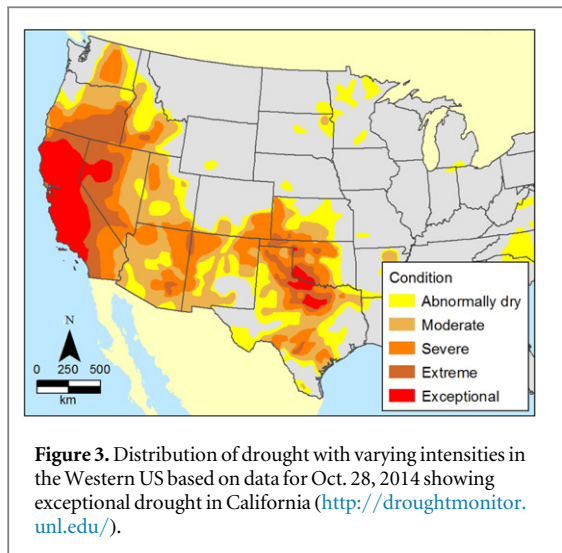 Condition
Abnormally dry
Moderate
Severe
Extreme
Exceptional
N
0 250 500
km
Figure 3. Distribution of drought with varying intensities in
the Western US based on data for Oct. 28, 2014 showing
exceptional drought in California (http://droughtmonitor.
unl.edu/).